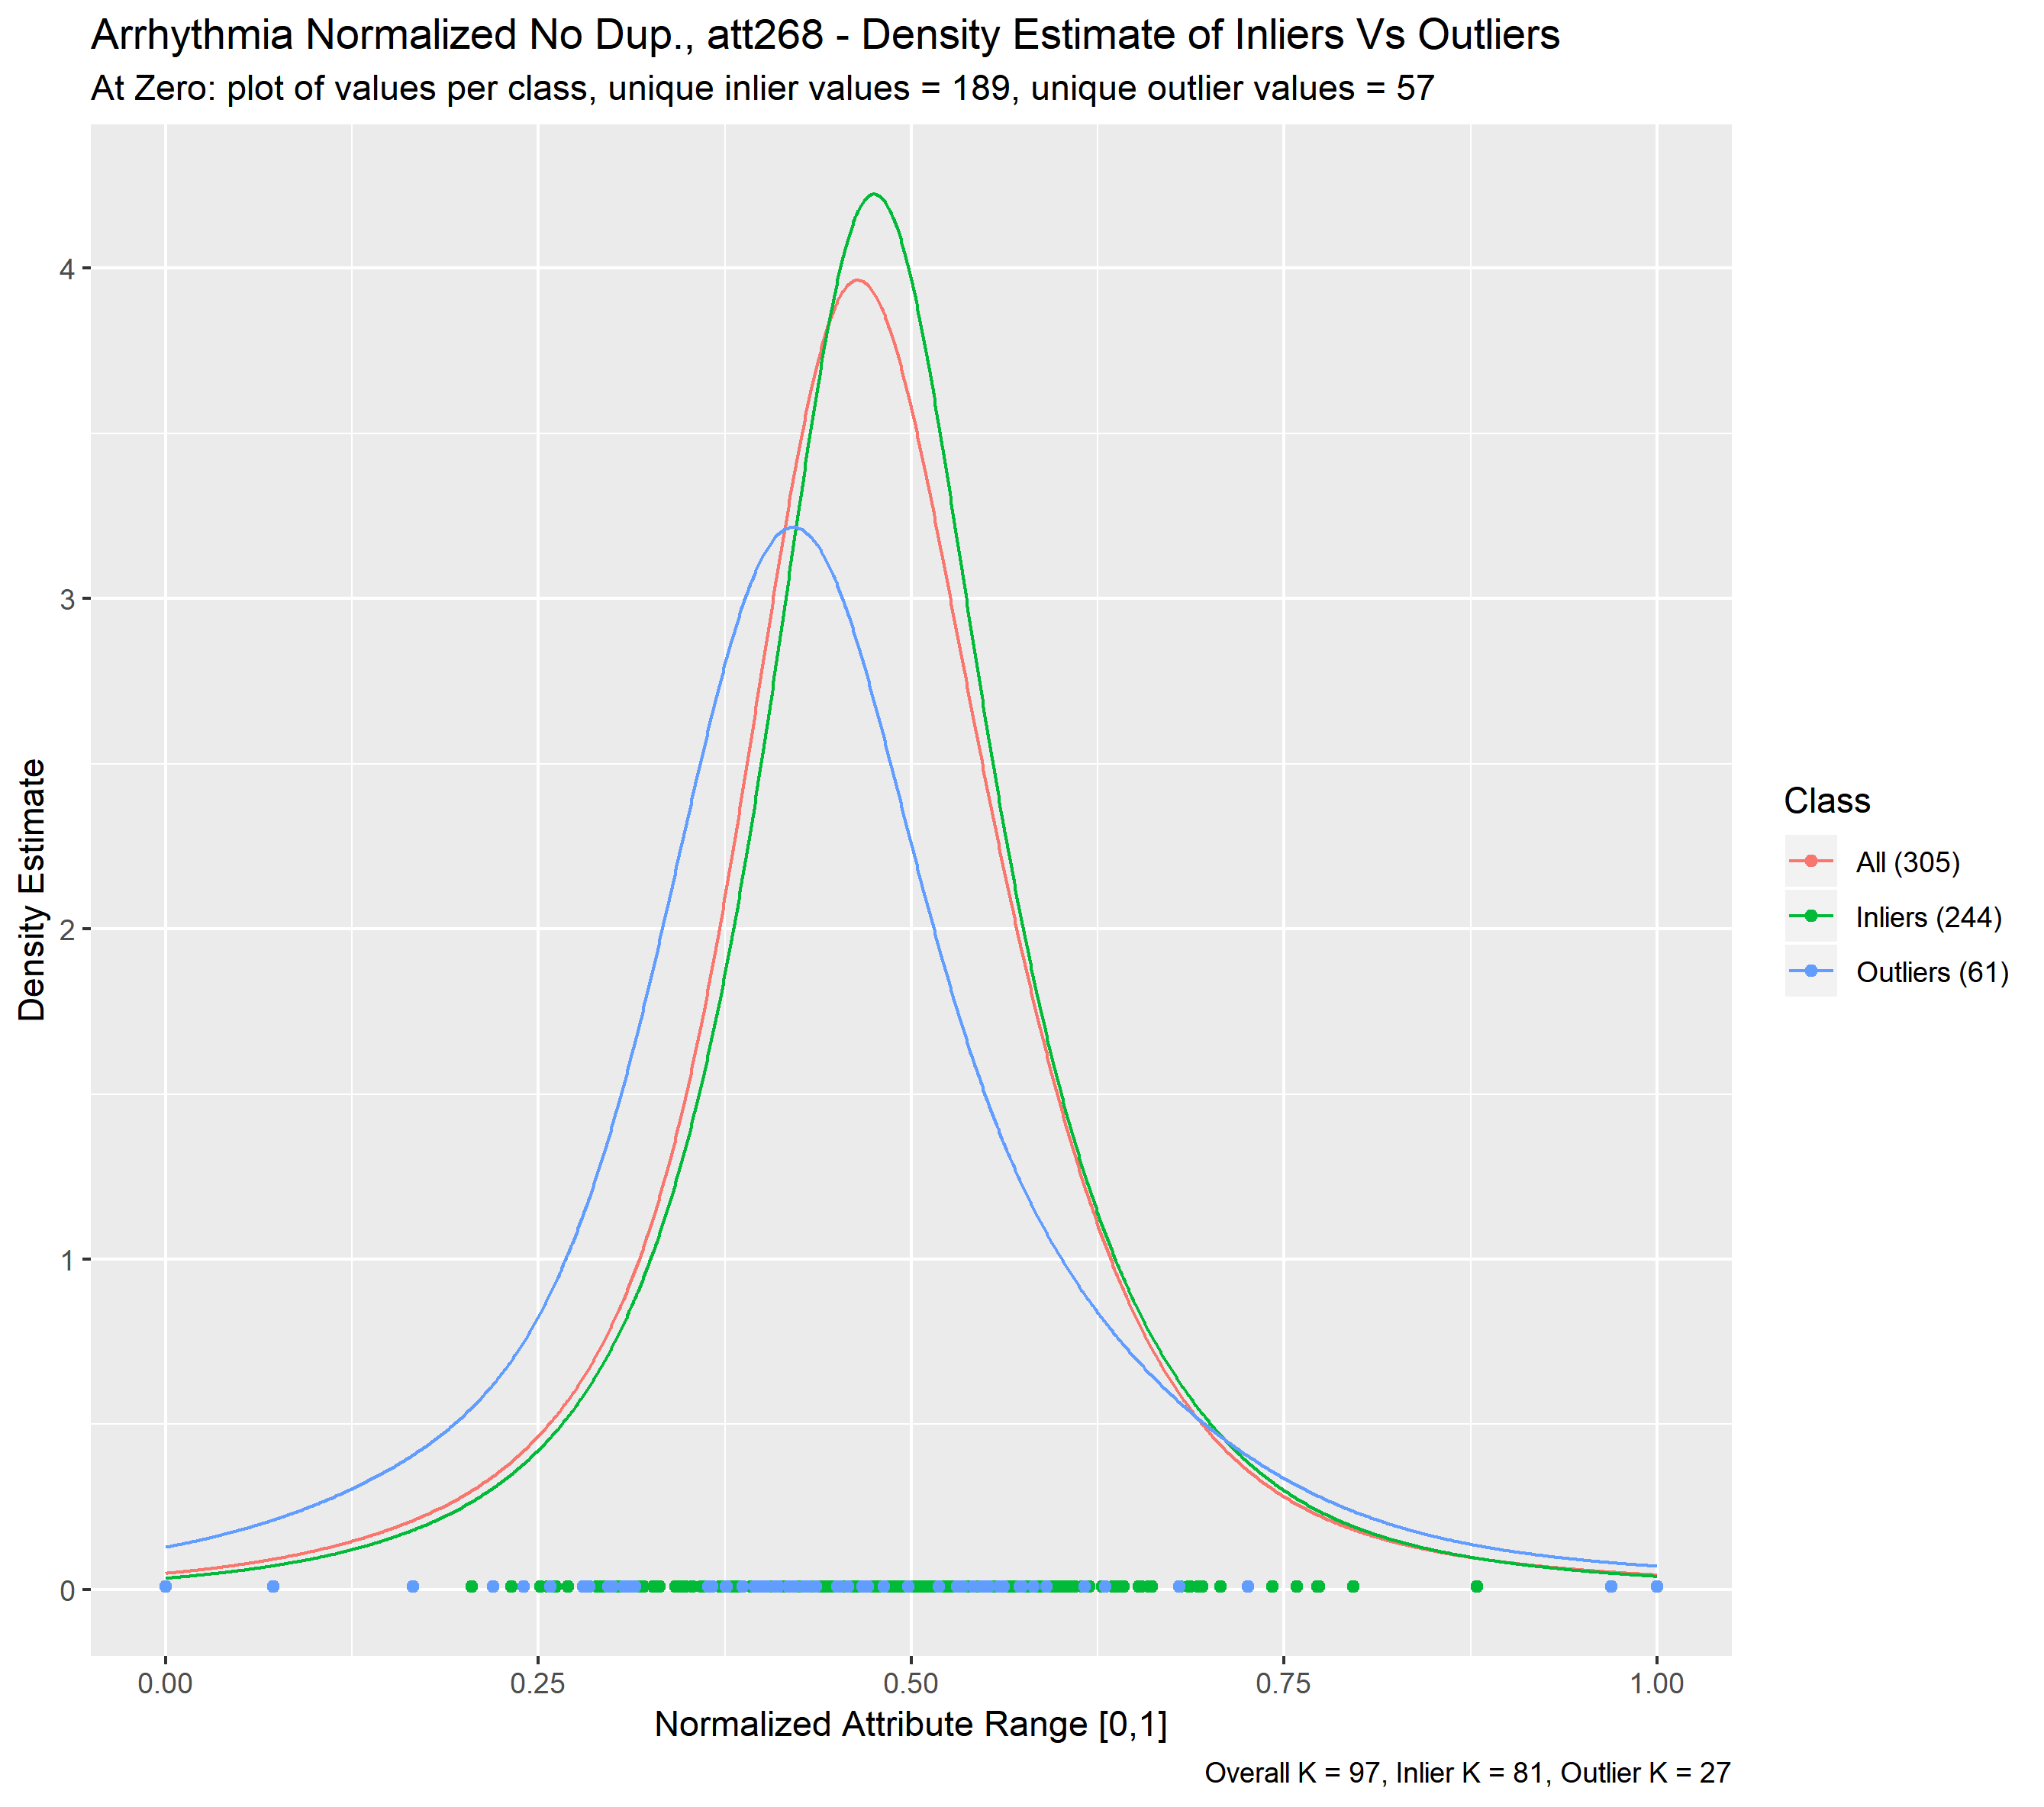 Arrhythmia Normalized No Dup., att268 - Density Estimate of Inliers Vs Outliers
At Zero: plot of values per class, unique inlier values = 189, unique outlier values = 57
4
3
2
1
0
Density Estimate
0.00 0.25 0.50 0.75 1.00
Normalized Attribute Range [0,1]
Class
All (305)
Inliers (244)
Outliers (61)
Overall K = 97, Inlier K = 81, Outlier K = 27